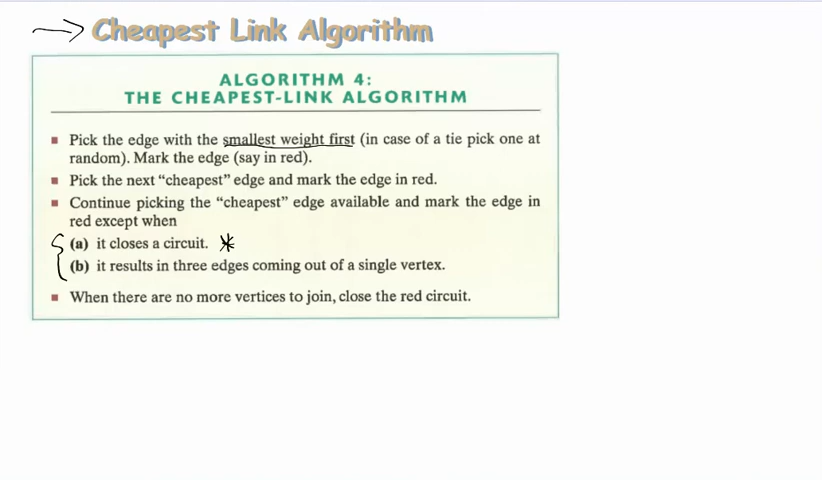 Cheapest Link Algorithm
ALGORITHM 4:
THE CHEAPEST-LINK ALGORITHM
Pick the edge with the smallest weight first (in case of a tie pick one at
random). Mark the edge (say in red).
Pick the next “cheapest” edge and mark the edge in red.
Continue picking the “cheapest” edge available and mark the edge in
red except when
(a) it closes a circuit.
(b) it results in three edges coming out of a single vertex.
When there are no more vertices to join, close the red circuit.